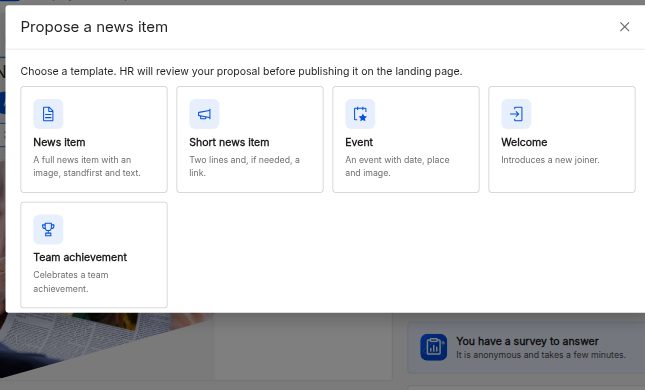 Propose a news item
Choose a template. HR will review your proposal before publishing it on the landing page.
News item
A full news item with an
image, standfirst and text.
Short news item
Two lines and, if needed, a
link.
Event
An event with date, place
and image.
Welcome
Introduces a new joiner.
Team achievement
Celebrates a team
achievement.
You have a survey to answer
It is anonymous and takes a few minutes.